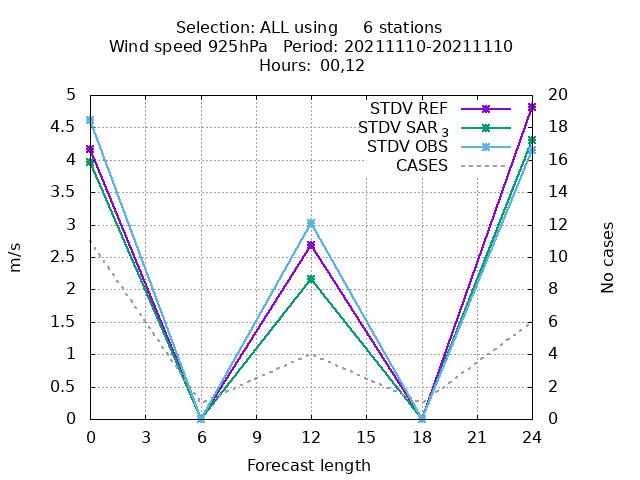 Selection: ALL using 6 stations
Wind speed 925hPa Period: 20211110-20211110
Hours: 00,12
STDV REF
STDV SAR 3
STDV OBS
CASES
5
4.5
4
3.5
3
2.5
2
1.5
1
0.5
0
m/s
20
18
16
14
12
10
8
6
4
2
0
No cases
0 3 6 9 12 15 18 21 24
Forecast length